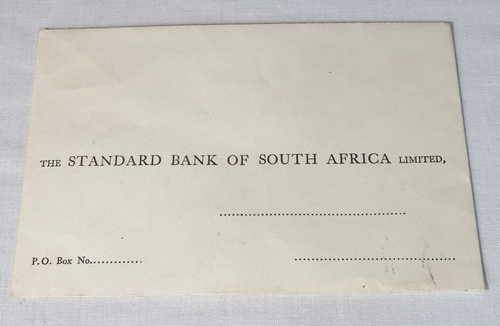 THE STANDARD BANK OF SOUTH AFRICA LIMITED,
............................................
P.O. Box No............. ............................................